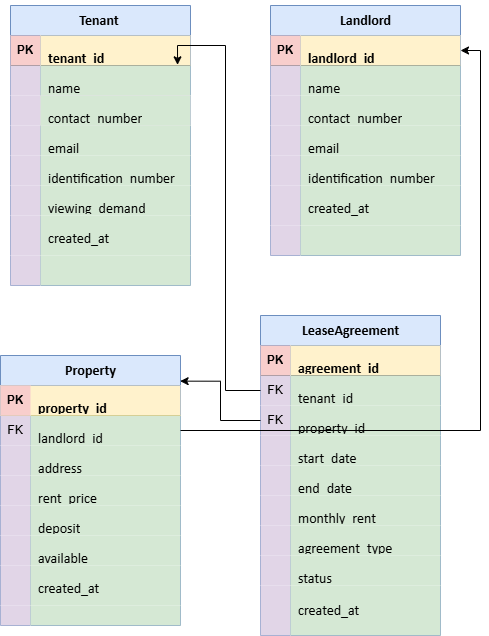 Tenant
PK tenant_id
name
contact_number
email
identification_number
viewing_demand
created_at
Landlord
PK landlord_id
name
contact_number
email
identification_number
created_at
Property
PK property_id
FK landlord_id
address
rent_price
deposit
available
created_at
LeaseAgreement
PK agreement_id
FK tenant_id
FK property_id
start_date
end_date
monthly_rent
agreement_type
status
created_at